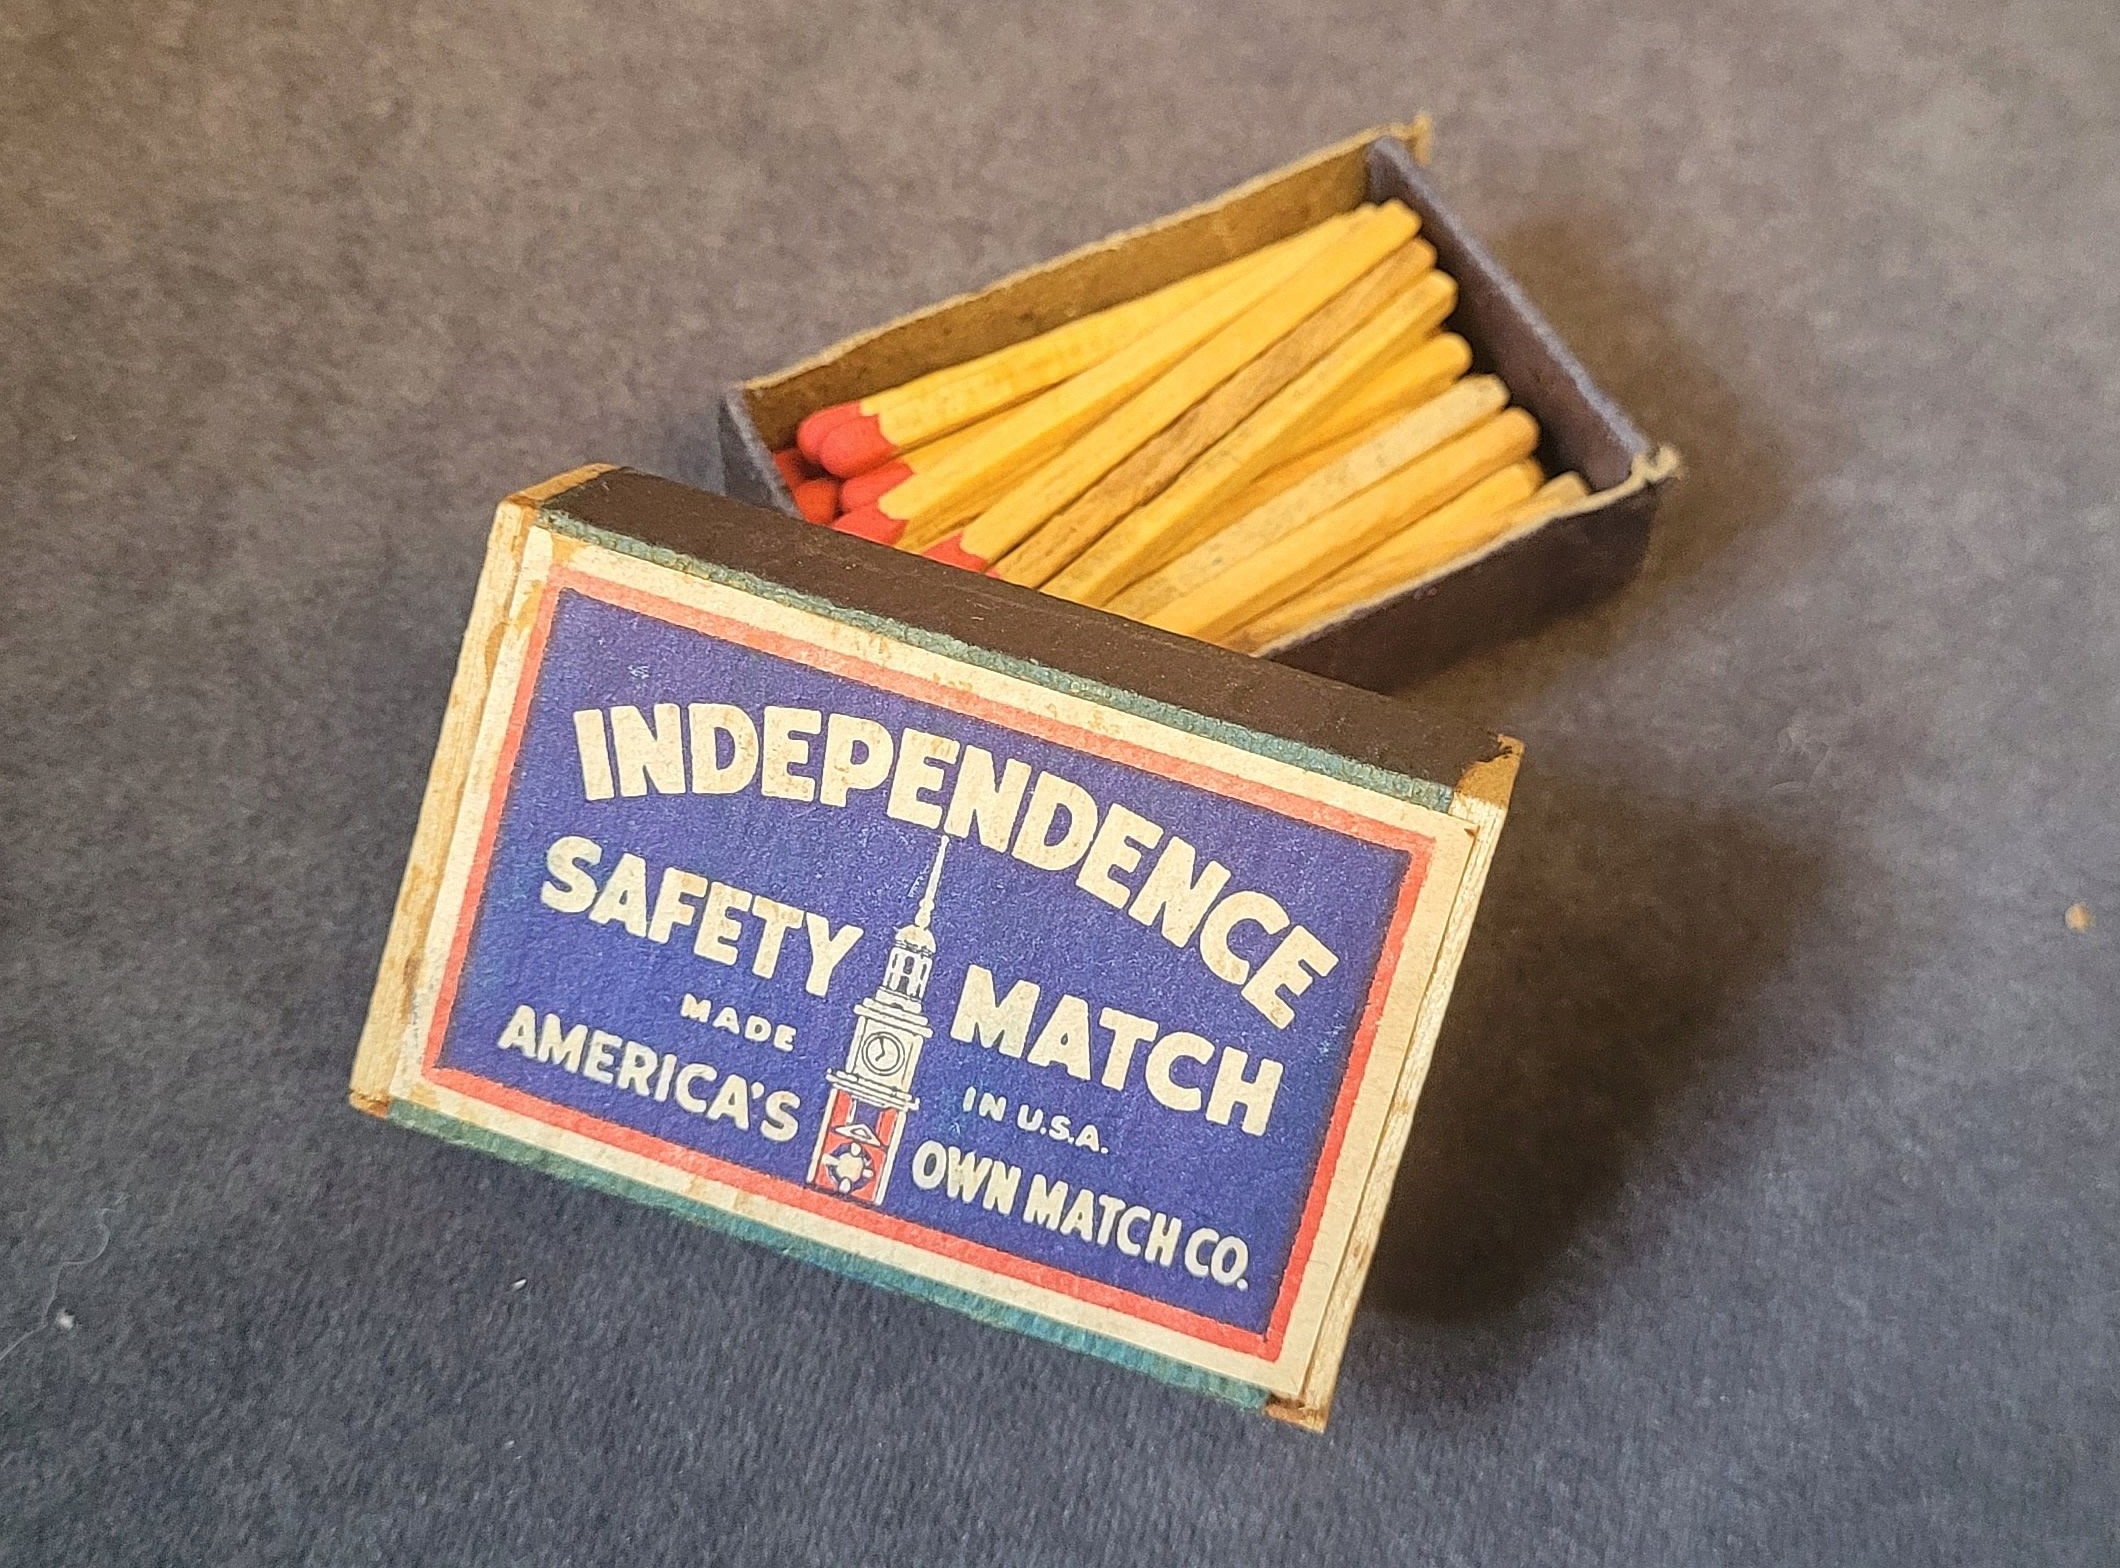 INDEPENDENCE
SAFETY MATCH
MADE IN U.S.A.
AMERICA'S OWN MATCH CO.